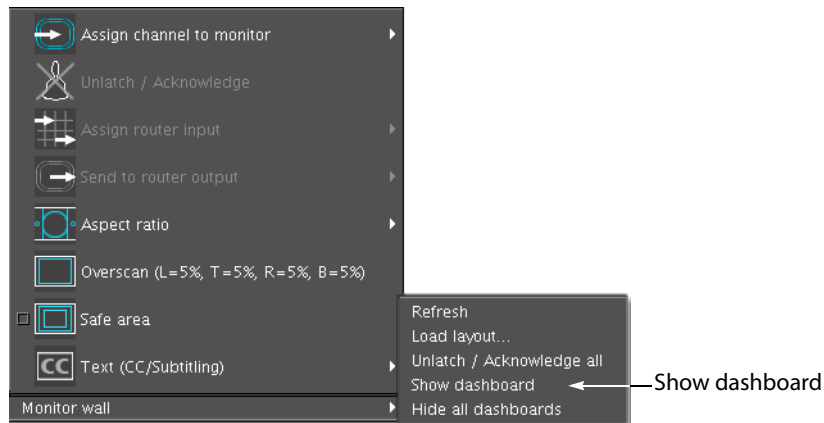 Assign channel to monitor
Unlatch / Acknowledge
Assign router input
Send to router output
Aspect ratio
Overscan (L=5%, T=5%, R=5%, B=5%)
Safe area
CC Text (CC/Subtitling)
Monitor wall
Refresh
Load layout...
Unlatch / Acknowledge all
Show dashboard
Hide all dashboards
Show dashboard